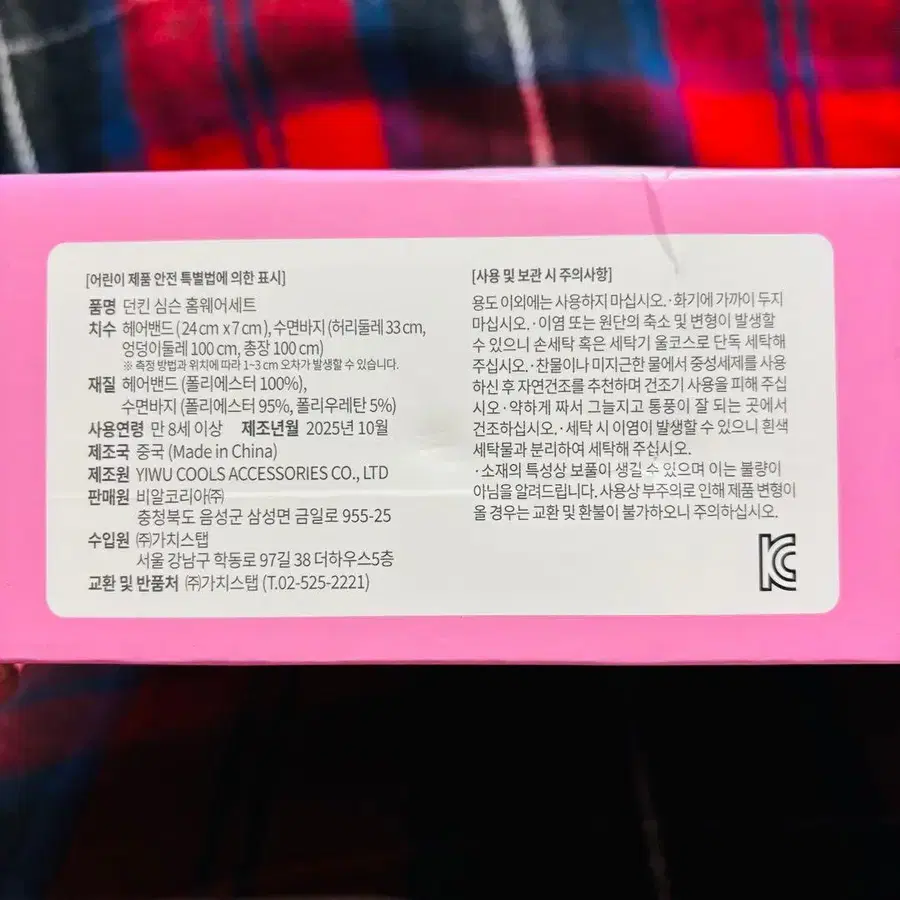 [어린이 제품 안전 특별법에 의한 표시]
품명 던킨 심슨 홈웨어세트
치수 헤어밴드 (24 cm x 7 cm), 수면바지 (허리둘레 33 cm,
엉덩이둘레 100 cm, 총장 100 cm)
※ 측정 방법과 위치에 따라 1~3 cm 오차가 발생할 수 있습니다.
재질 헤어밴드 (폴리에스터 100%),
수면바지 (폴리에스터 95%, 폴리우레탄 5%)
사용연령 만 8세 이상 제조년월 2025년 10월
제조국 중국 (Made in China)
제조원 YIWU COOLS ACCESSORIES CO., LTD
판매원 비알코리아㈜
충청북도 음성군 삼성면 금일로 955-25
수입원 ㈜가치스탭
서울 강남구 학동로 97길 38 더하우스5층
교환 및 반품처 ㈜가치스탭 (T.02-525-2221)
[사용 및 보관 시 주의사항]
용도 이외에는 사용하지 마십시오. · 화기에 가까이 두지
마십시오. · 이염 또는 원단의 축소 및 변형이 발생할
수 있으니 손세탁 혹은 세탁기 울코스로 단독 세탁해
주십시오. · 찬물이나 미지근한 물에서 중성세제를 사용
하신 후 자연건조를 추천하며 건조기 사용을 피해 주십
시오 · 약하게 짜서 그늘지고 통풍이 잘 되는 곳에서
건조하십시오. · 세탁 시 이염이 발생할 수 있으니 흰색
세탁물과 분리하여 세탁해 주십시오.
· 소재의 특성상 보풀이 생길 수 있으며 이는 불량이
아님을 알려드립니다. 사용상 부주의로 인해 제품 변형이
올 경우는 교환 및 환불이 불가하오니 주의하십시오.
KC